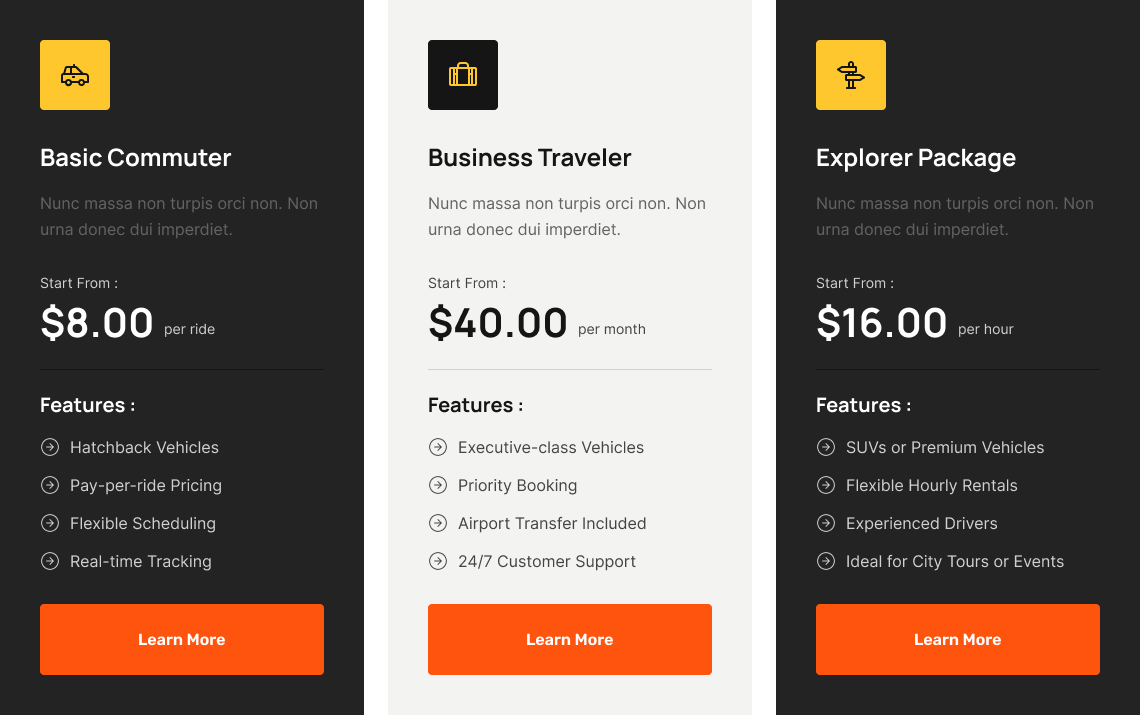 Basic Commuter
Nunc massa non turpis orci non. Non
urna donec dui imperdiet.
Start From :
$8.00 per ride
Features :
Hatchback Vehicles
Pay-per-ride Pricing
Flexible Scheduling
Real-time Tracking
Learn More
Business Traveler
Nunc massa non turpis orci non. Non
urna donec dui imperdiet.
Start From :
$40.00 per month
Features :
Executive-class Vehicles
Priority Booking
Airport Transfer Included
24/7 Customer Support
Learn More
Explorer Package
Nunc massa non turpis orci non. Non
urna donec dui imperdiet.
Start From :
$16.00 per hour
Features :
SUVs or Premium Vehicles
Flexible Hourly Rentals
Experienced Drivers
Ideal for City Tours or Events
Learn More